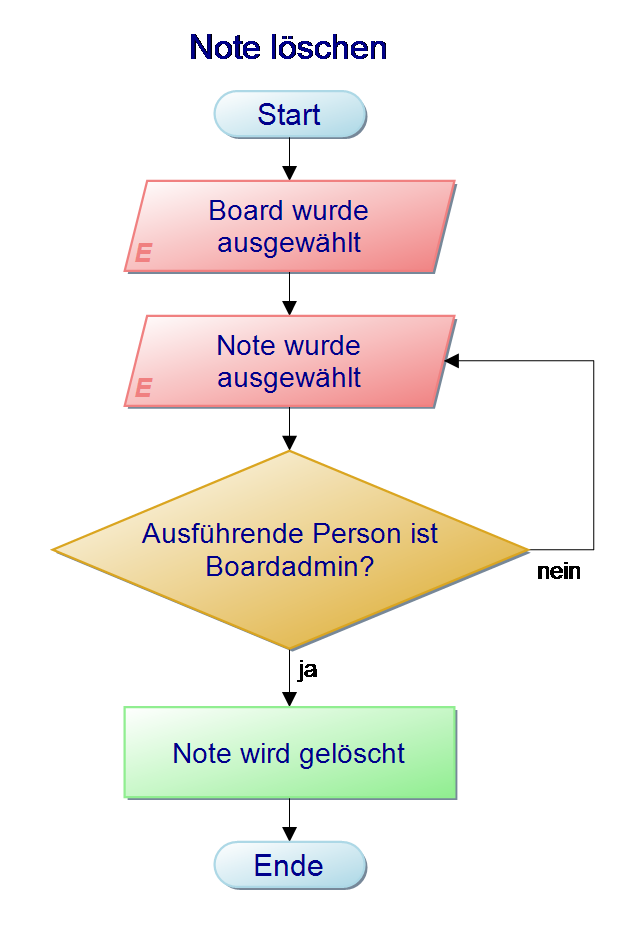 Note löschen
Start
Board wurde
ausgewählt
E
Note wurde
ausgewählt
E
Ausführende Person ist
Boardadmin?
nein
ja
Note wird gelöscht
Ende